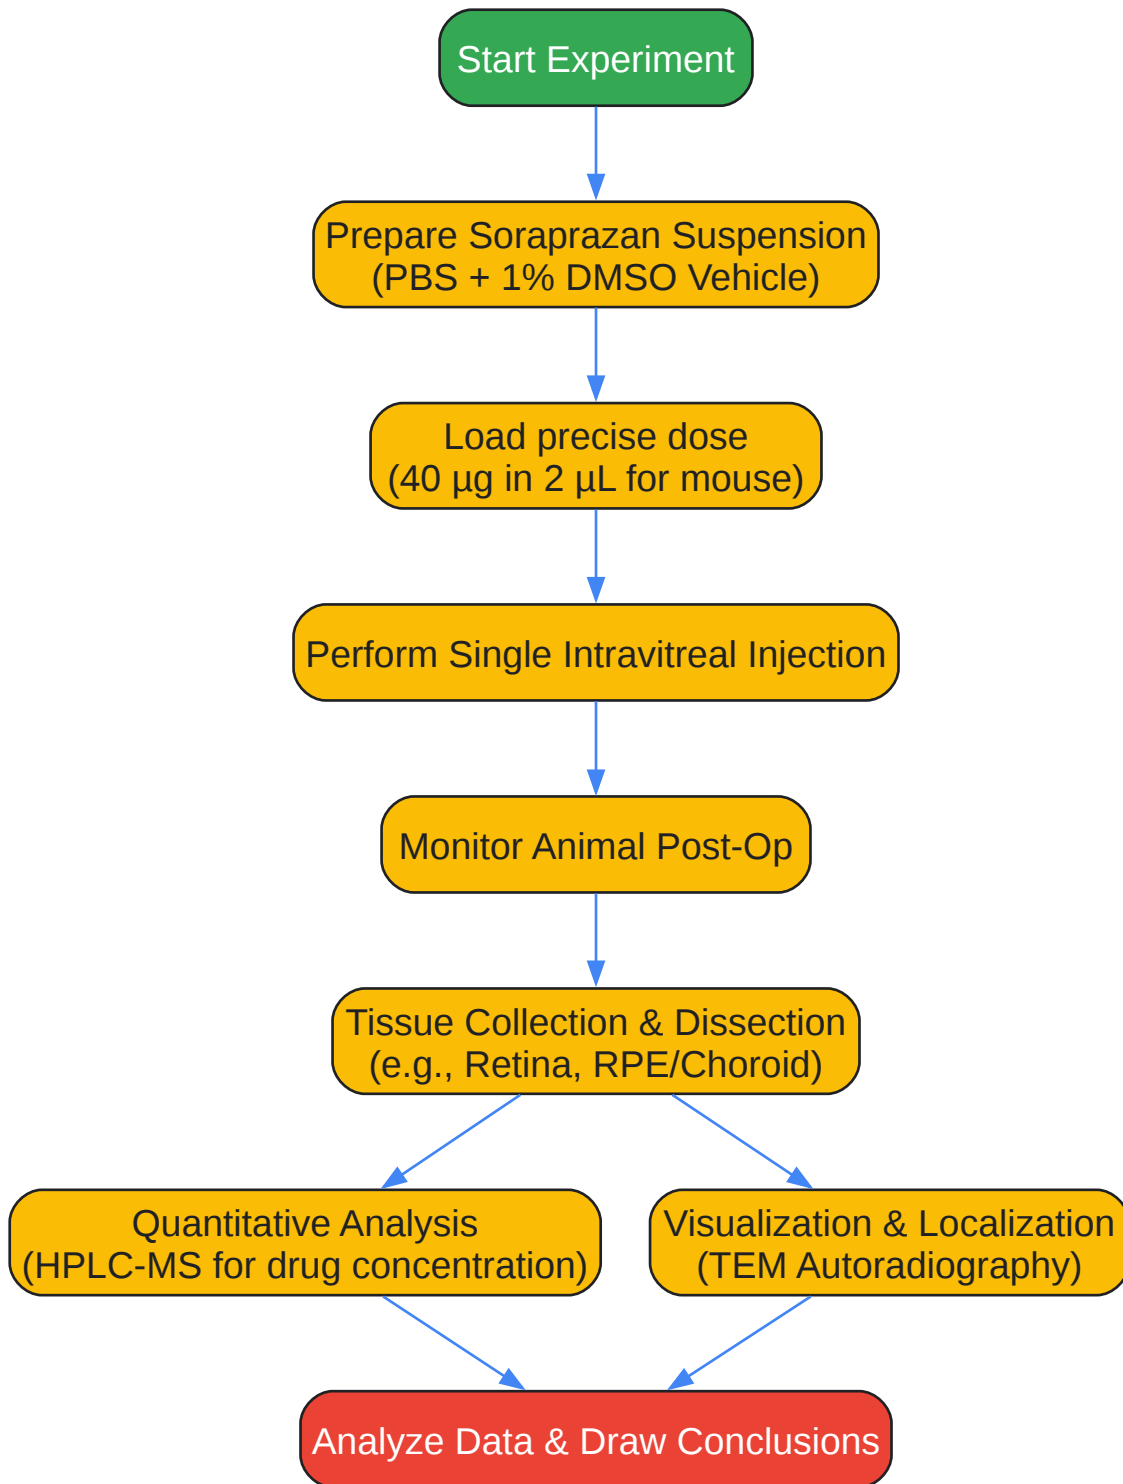 Start Experiment
Prepare Soraprazan Suspension
(PBS + 1% DMSO Vehicle)
Load precise dose
(40 µg in 2 µL for mouse)
Perform Single Intravitreal Injection
Monitor Animal Post-Op
Tissue Collection & Dissection
(e.g., Retina, RPE/Choroid)
Quantitative Analysis
(HPLC-MS for drug concentration)
Visualization & Localization
(TEM Autoradiography)
Analyze Data & Draw Conclusions